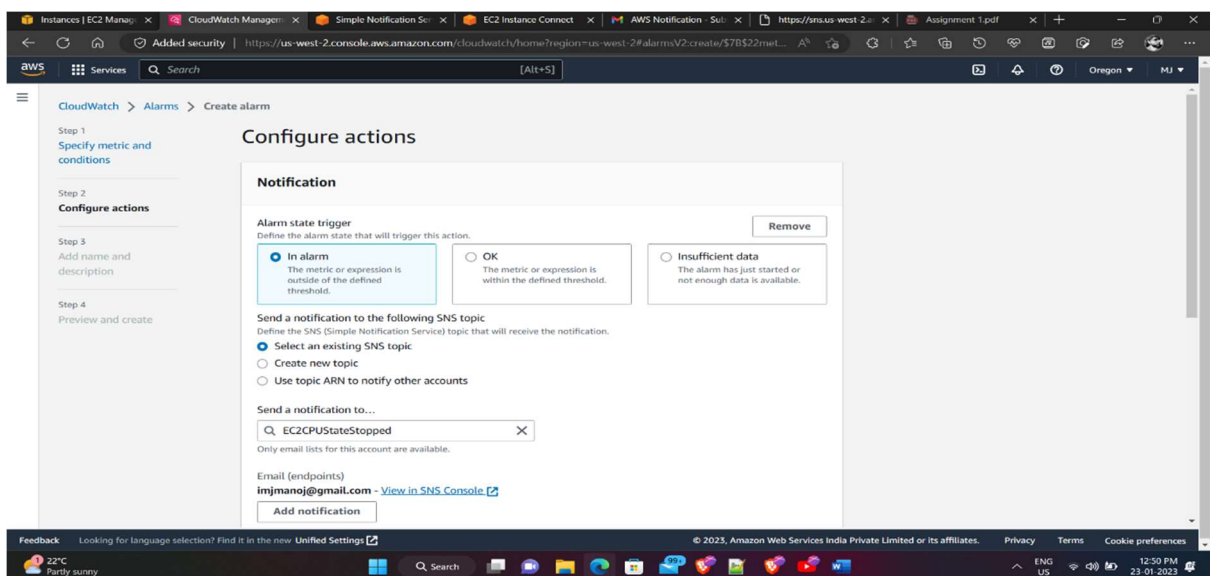 Instances | EC2 Manage
CloudWatch Managem
Simple Notification Ser
EC2 Instance Connect
AWS Notification - Sub
https://sns.us-west-2.a
Assignment 1.pdf
Added security | https://us-west-2.console.aws.amazon.com/cloudwatch/home?region=us-west-2#alarmsV2:create/$7B$22met...
aws Services Search [Alt+S] Oregon MJ
CloudWatch > Alarms > Create alarm
Step 1
Specify metric and
conditions
Step 2
Configure actions
Step 3
Add name and
description
Step 4
Preview and create
Configure actions
Notification
Alarm state trigger
Define the alarm state that will trigger this action.
Remove
In alarm
The metric or expression is
outside of the defined
threshold.
OK
The metric or expression is
within the defined threshold.
Insufficient data
The alarm has just started or
not enough data is available.
Send a notification to the following SNS topic
Define the SNS (Simple Notification Service) topic that will receive the notification.
Select an existing SNS topic
Create new topic
Use topic ARN to notify other accounts
Send a notification to...
EC2CPUStateStopped
Only email lists for this account are available.
Email (endpoints)
imjmanoj@gmail.com - View in SNS Console
Add notification
Feedback Looking for language selection? Find it in the new Unified Settings © 2023, Amazon Web Services India Private Limited or its affiliates. Privacy Terms Cookie preferences
22°C
Partly sunny
Search
99+
ENG
US
12:50 PM
23-01-2023